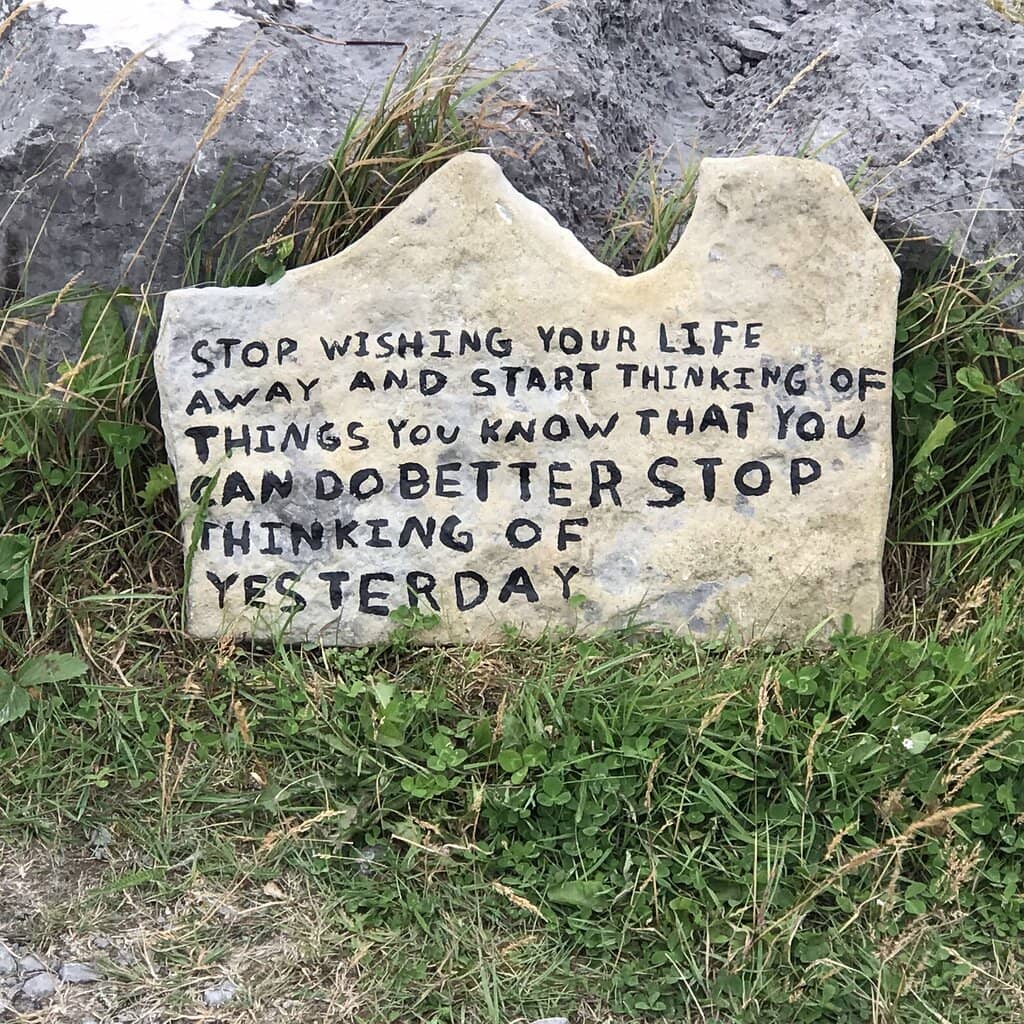 STOP WISHING YOUR LIFE
AWAY AND START THINKING OF
THINGS YOU KNOW THAT YOU
CAN DO BETTER STOP
THINKING OF
YESTERDAY